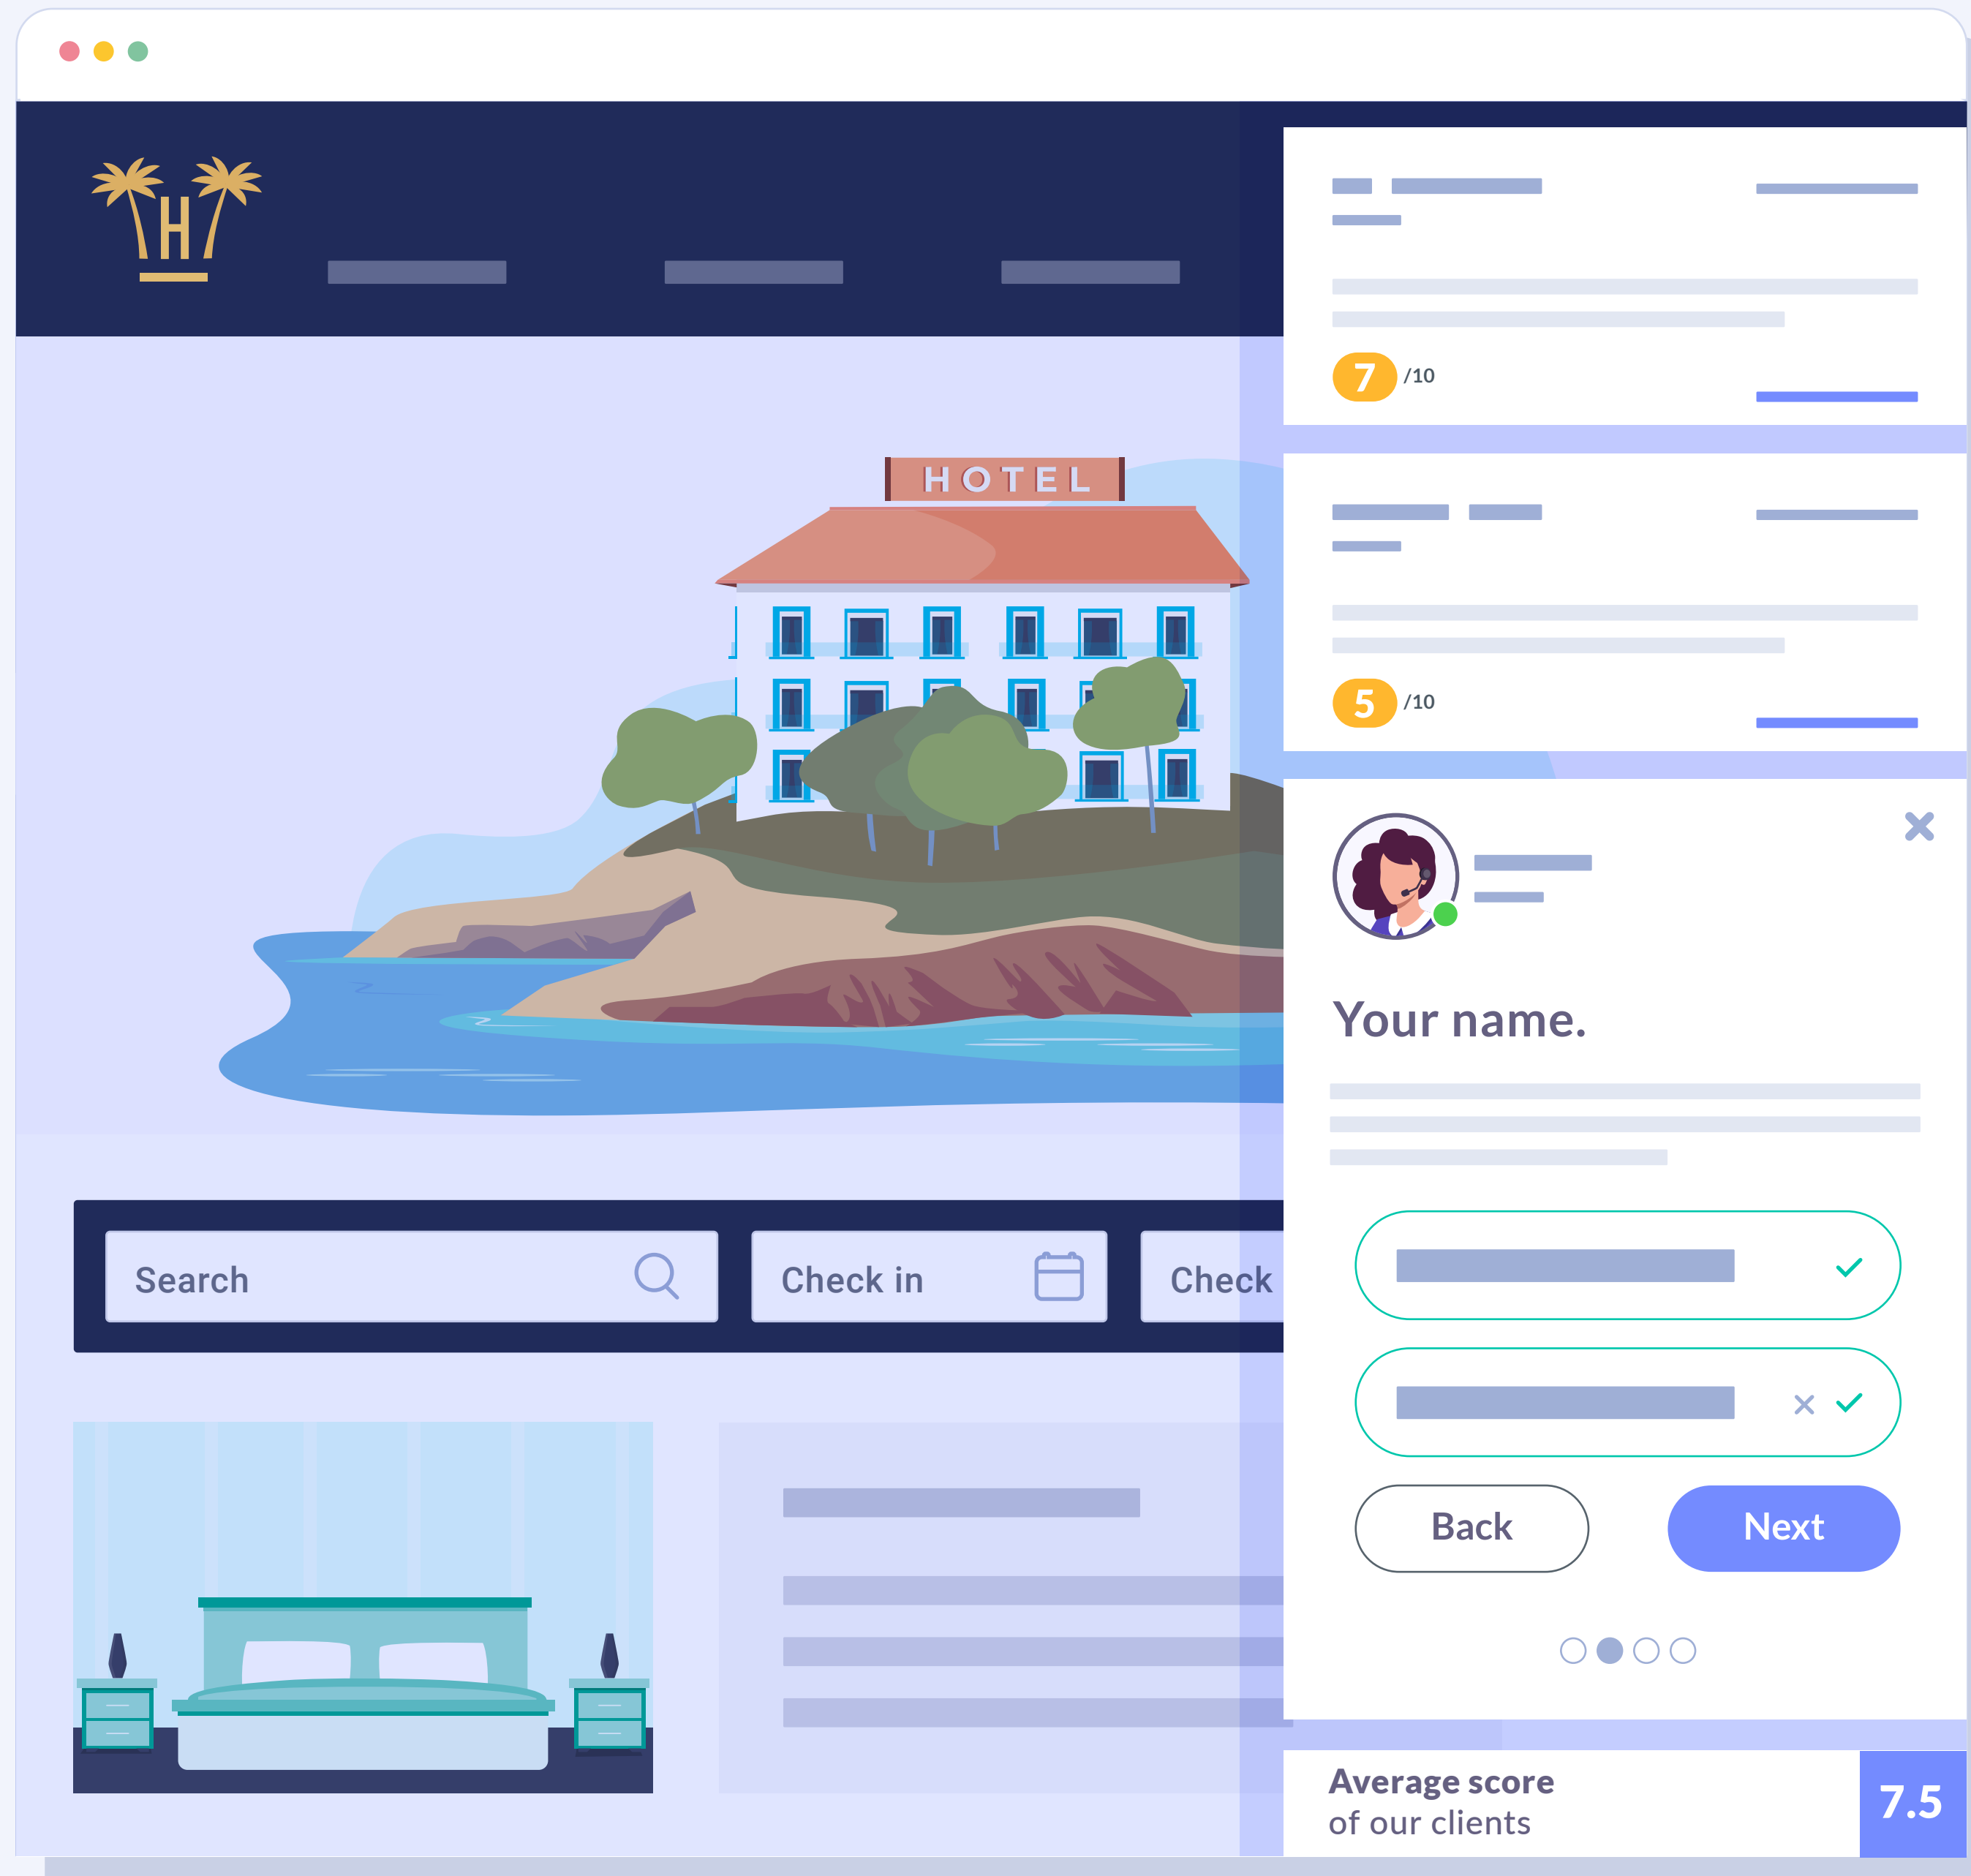 H
HOTEL
Search
Check in
Check
7 /10
5 /10
Your name.
Back
Next
Average score
of our clients
7.5